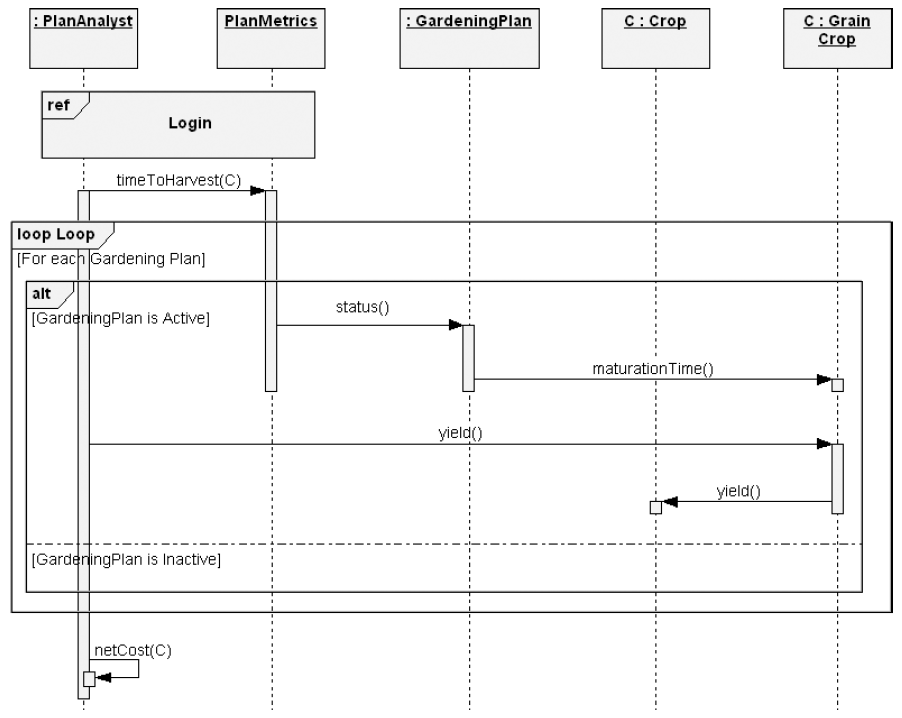 : PlanAnalyst
PlanMetrics
: GardeningPlan
C : Crop
C : Grain
Crop
ref
Login
timeToHarvest(C)
loop Loop
[For each Gardening Plan]
alt
[GardeningPlan is Active]
status()
maturationTime()
yield()
yield()
[GardeningPlan is Inactive]
netCost(C)